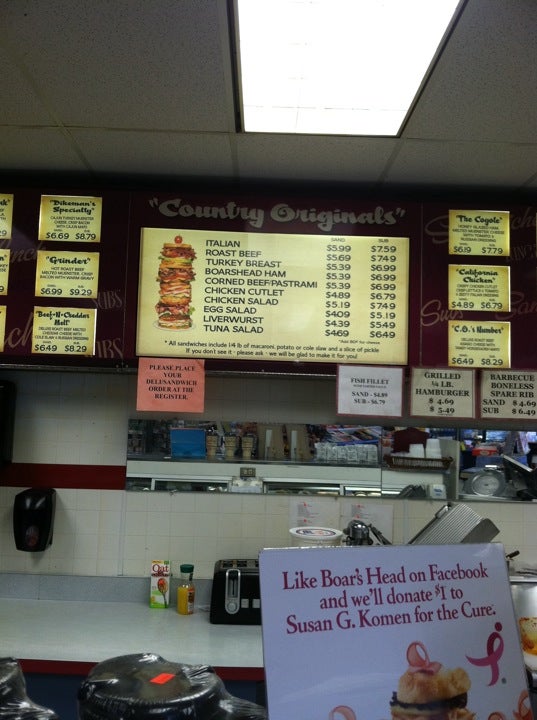 "Country Originals"
SAND. SUB
ITALIAN $5.99 $7.59
ROAST BEEF $5.69 $7.49
TURKEY BREAST $5.39 $6.99
BOARSHEAD HAM $5.39 $6.99
CORNED BEEF/PASTRAMI $5.39 $6.99
CHICKEN CUTLET $4.89 $6.79
CHICKEN SALAD $5.19 $7.49
EGG SALAD $4.09 $5.19
LIVERWURST $4.39 $5.49
TUNA SALAD $4.69 $6.49
* All sandwiches include 1/4 lb of macaroni, potato or cole slaw and a slice of pickle
If you don't see it - please ask - we will be glad to make it for you!
"Dikeman's
Specialty"
$6.69 $8.79
"Grinder"
HOT ROAST BEEF
$6.99 $9.29
"Beef-N-Cheddar
Melt"
$6.49 $8.29
"The Cogole"
$6.19 $7.79
"California
Chicken"
$4.89 $6.79
"C.O.'s Number"
$6.49 $8.29
PLEASE PLACE
YOUR
DELI/SANDWICH
ORDER AT THE
REGISTER.
FISH FILLET
SAND - $4.89
SUB - $6.79
GRILLED
1/4 LB.
HAMBURGER
$ 4.69
$ 5.49
BARBECUE
BONELESS
SPARE RIB
SAND $ 4.69
SUB $ 6.49
Like Boar's Head on Facebook
and we'll donate $1 to
Susan G. Komen for the Cure.